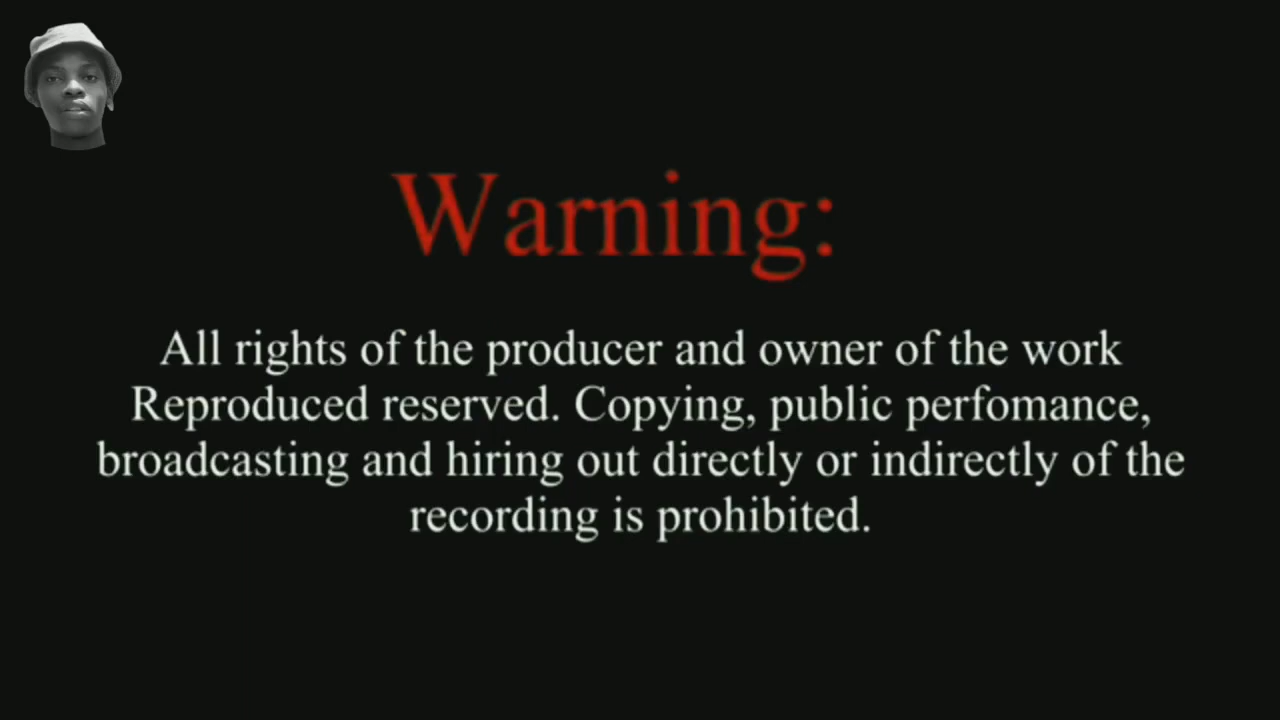 Warning:
All rights of the producer and owner of the work
Reproduced reserved. Copying, public perfomance,
broadcasting and hiring out directly or indirectly of the
recording is prohibited.